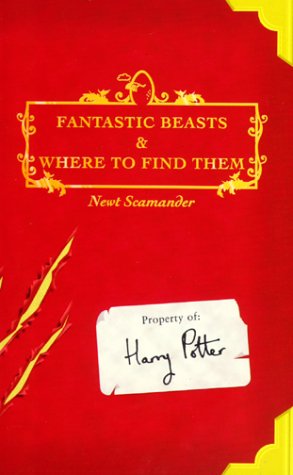 FANTASTIC BEASTS
&
WHERE TO FIND THEM
Newt Scamander
Property of:
Harry Potter